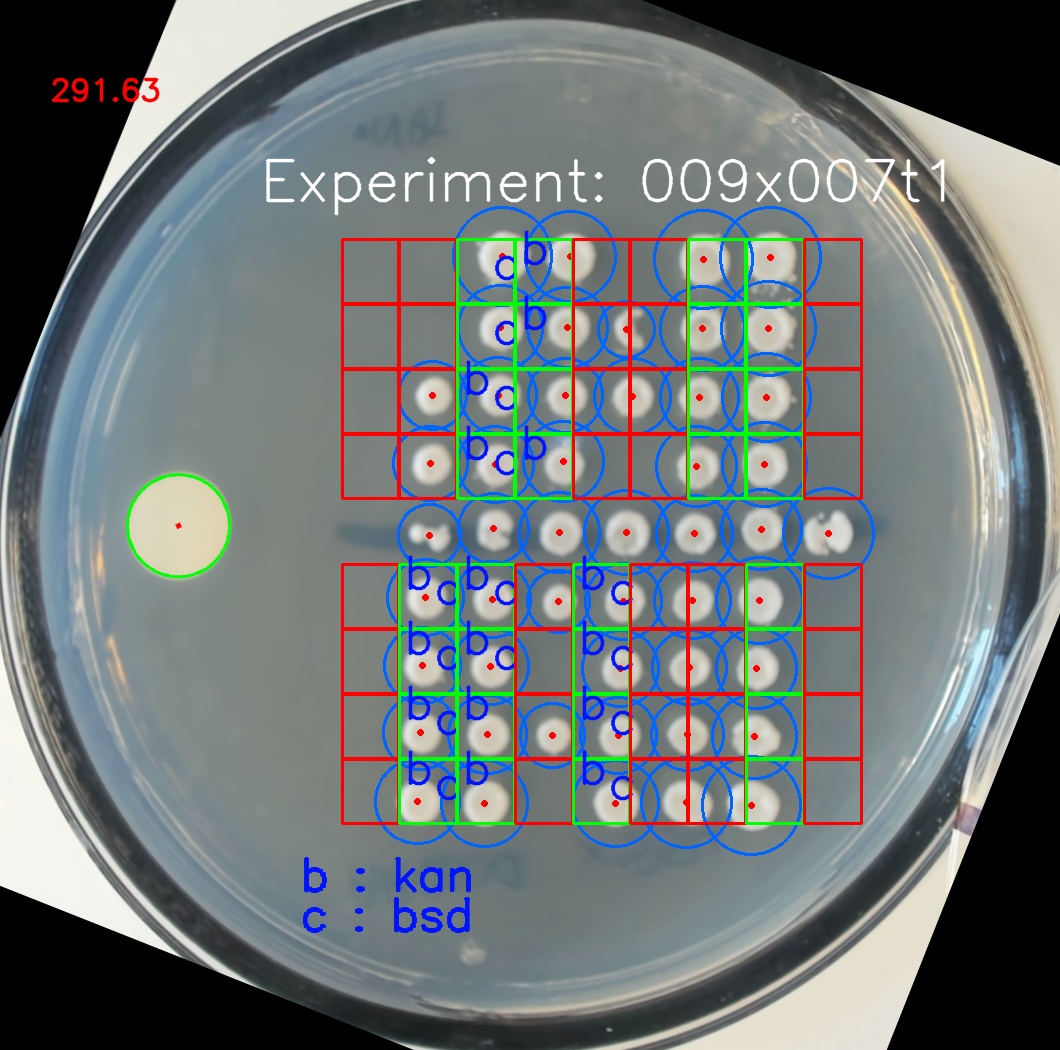 291.63
Experiment: 009x007t1
c b
c b
b c
b c b
b c b c b c
b c b c b c
b c b b c
b c b b c
b : kan
c : bsd